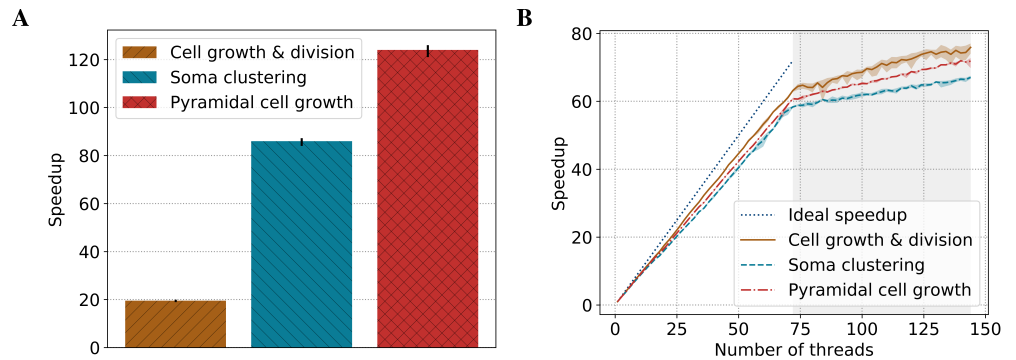 A
Speedup
0
20
40
60
80
100
120
Cell growth & division
Soma clustering
Pyramidal cell growth
B
Speedup
0
20
40
60
80
0
25
50
75
100
125
150
Number of threads
Ideal speedup
Cell growth & division
Soma clustering
Pyramidal cell growth